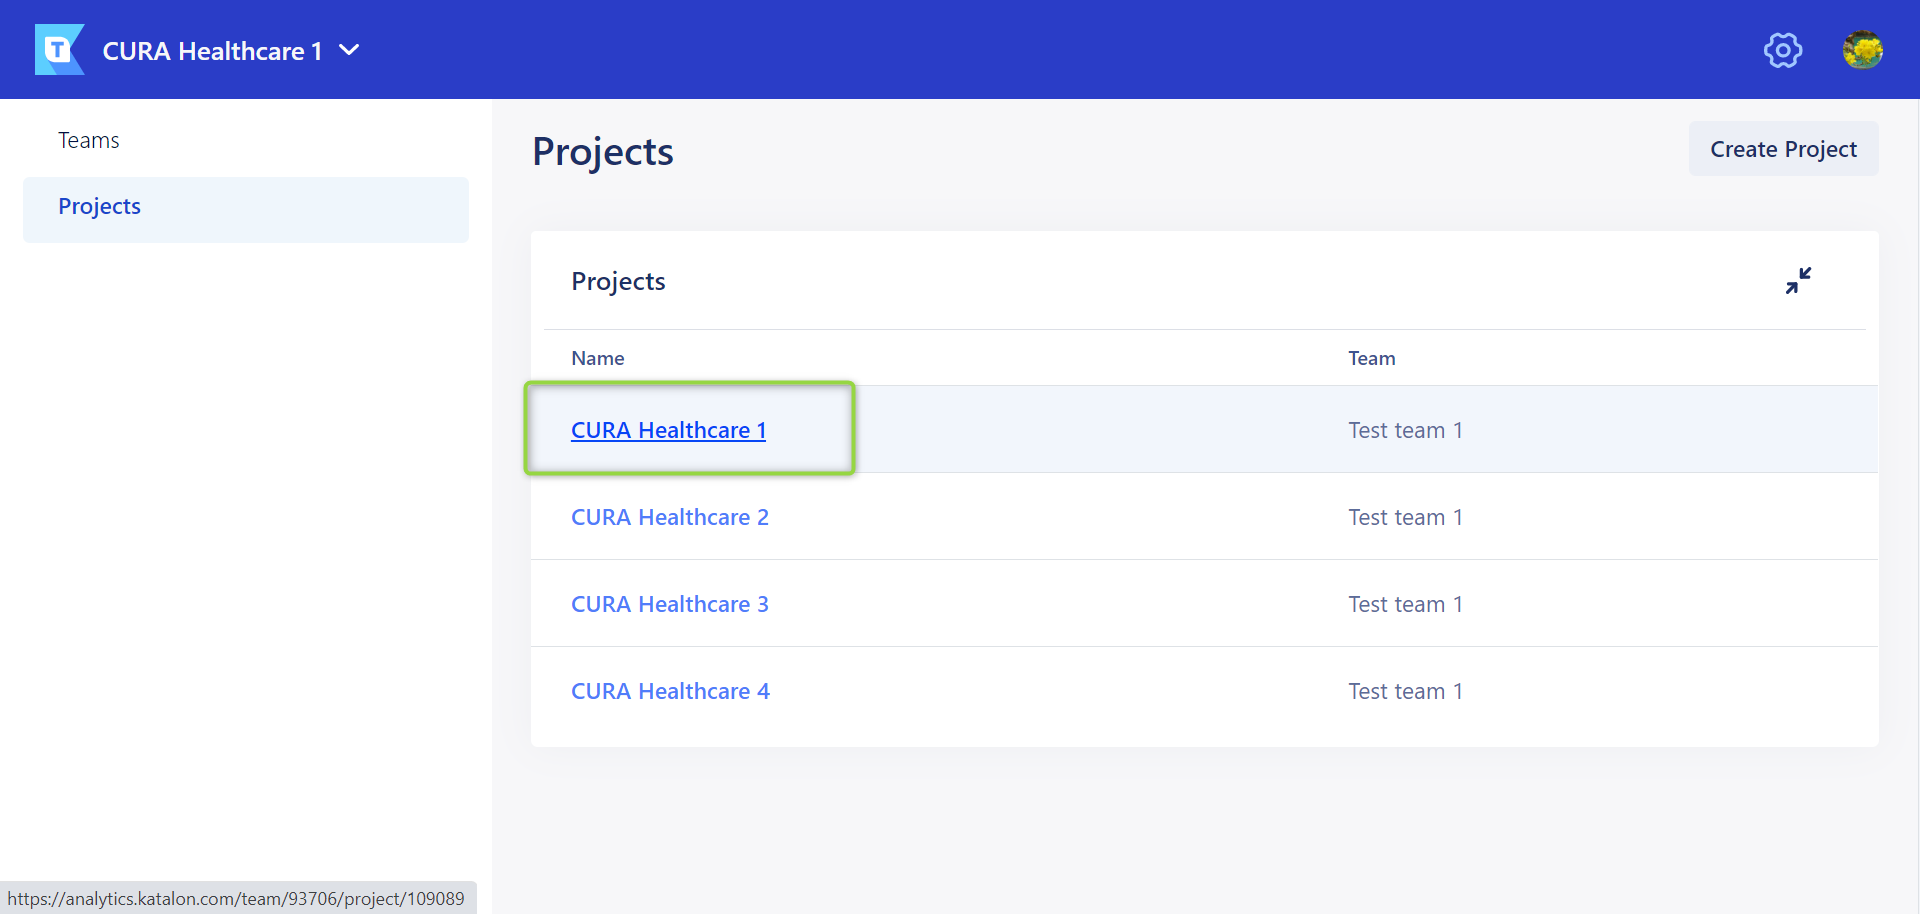 T
CURA Healthcare 1
Teams
Projects
Projects
Create Project
Projects
Name Team
CURA Healthcare 1 Test team 1
CURA Healthcare 2 Test team 1
CURA Healthcare 3 Test team 1
CURA Healthcare 4 Test team 1
https://analytics.katalon.com/team/93706/project/109089